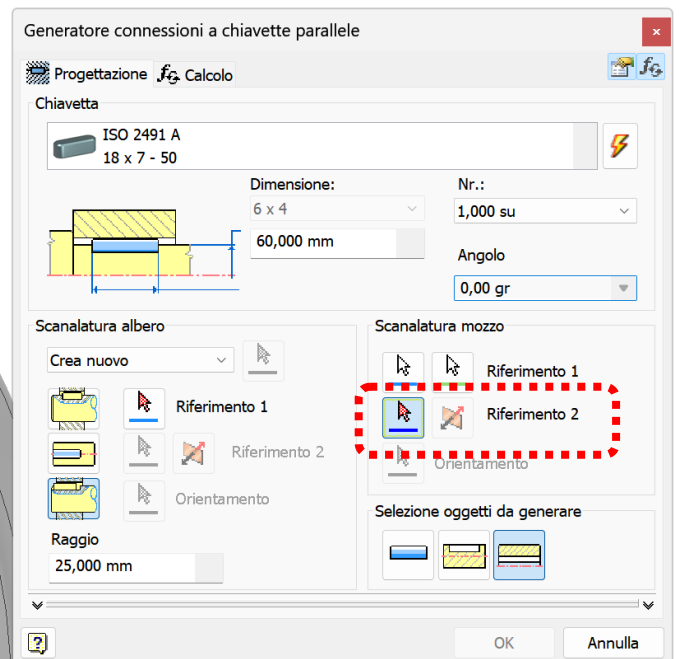 Generatore connessioni a chiavette parallele
Progettazione
Calcolo
Chiavetta
ISO 2491 A
18 x 7 - 50
Dimensione:
Nr.:
6 x 4
1,000 su
60,000 mm
Angolo
0,00 gr
Scanalatura albero
Scanalatura mozzo
Crea nuovo
Riferimento 1
Riferimento 1
Riferimento 2
Riferimento 2
Orientamento
Orientamento
Selezione oggetti da generare
Raggio
25,000 mm
OK
Annulla